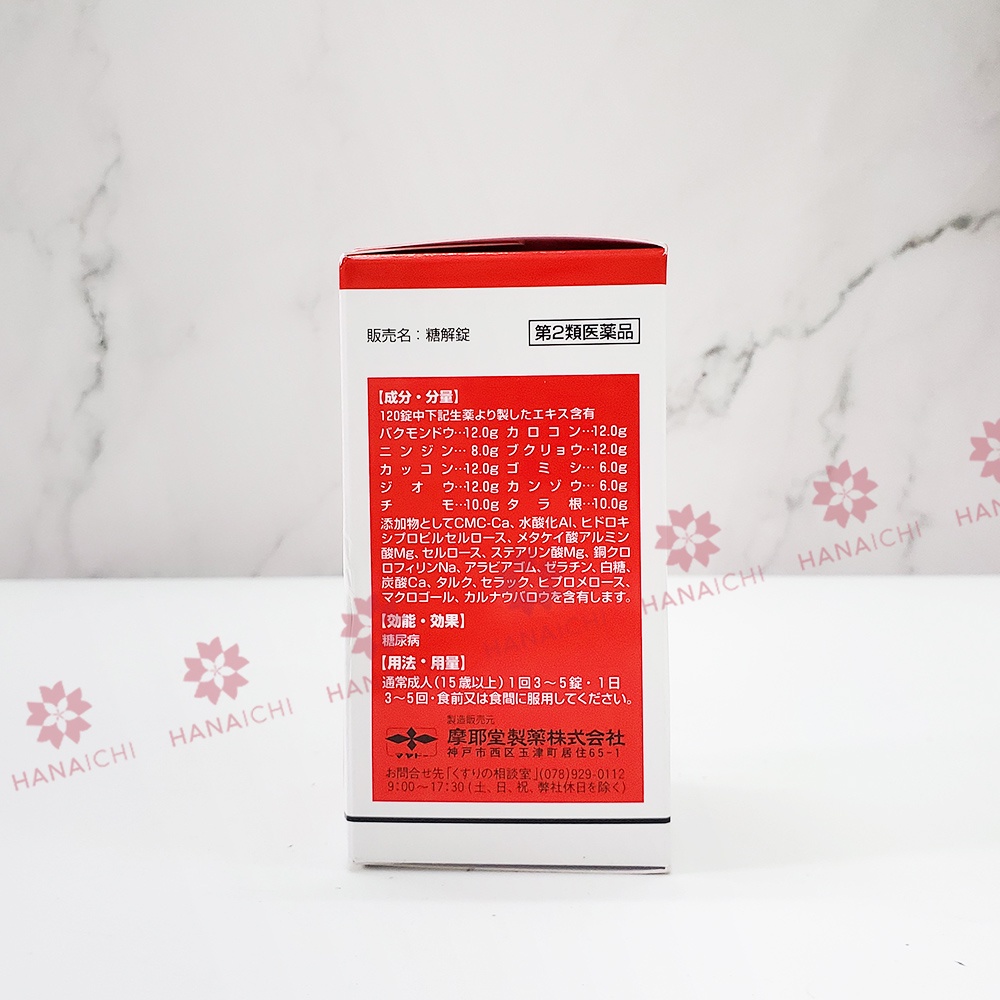 販売名：糖解錠
第2類医薬品
【成分・分量】
120錠中下記生薬より製したエキス含有
バクモンドウ…12.0g カロコン…12.0g
ニンジン…8.0g ブクリョウ…12.0g
カッコン…12.0g ゴミシ…6.0g
ジオウ…12.0g カンゾウ…6.0g
チモ…10.0g タラ根…10.0g
添加物としてCMC-Ca、水酸化Al、ヒドロキ
シプロピルセルロース、メタケイ酸アルミン
酸Mg、セルロース、ステアリン酸Mg、銅クロ
ロフィリンNa、アラビアゴム、ゼラチン、白糖、
炭酸Ca、タルク、セラック、ヒプロメロース、
マクロゴール、カルナウバロウを含有します。
【効能・効果】
糖尿病
【用法・用量】
通常成人(15歳以上)1回3～5錠・1日
3～5回・食前又は食間に服用してください。
製造販売元
マヤドー
摩耶堂製薬株式会社
神戸市西区玉津町居住65-1
お問合せ先「くすりの相談室」(078)929-0112
9:00～17:30(土、日、祝、弊社休日を除く)
HANAICHI
HANAICHI
HANAICHI
HANAICHI
HANAICHI
HANAICHI